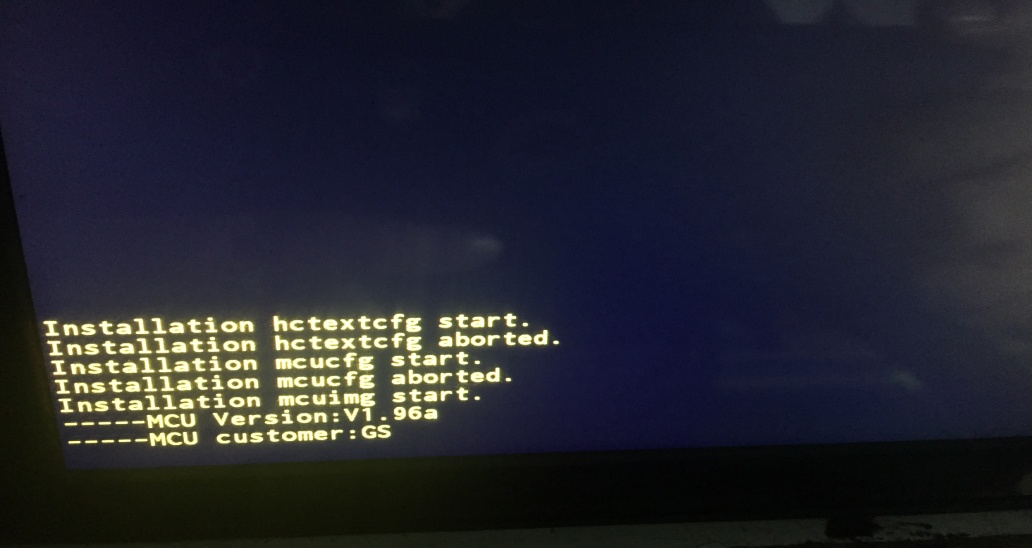 Installation hctextcfg start.
Installation hctextcfg aborted.
Installation mcucfg start.
Installation mcucfg aborted.
Installation mcuimg start.
-----MCU Version:V1.96a
-----MCU customer:GS